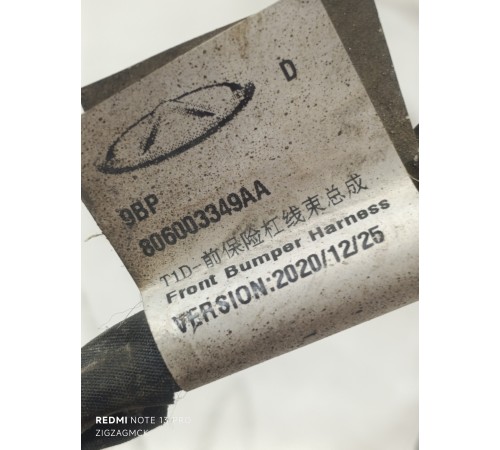 D
9BP
806003349AA
T1D-前保险杠线束总成
Front Bumper Harness
VERSION:2020/12/25
REDMI NOTE 13 PRO
ZIGZAGMCK